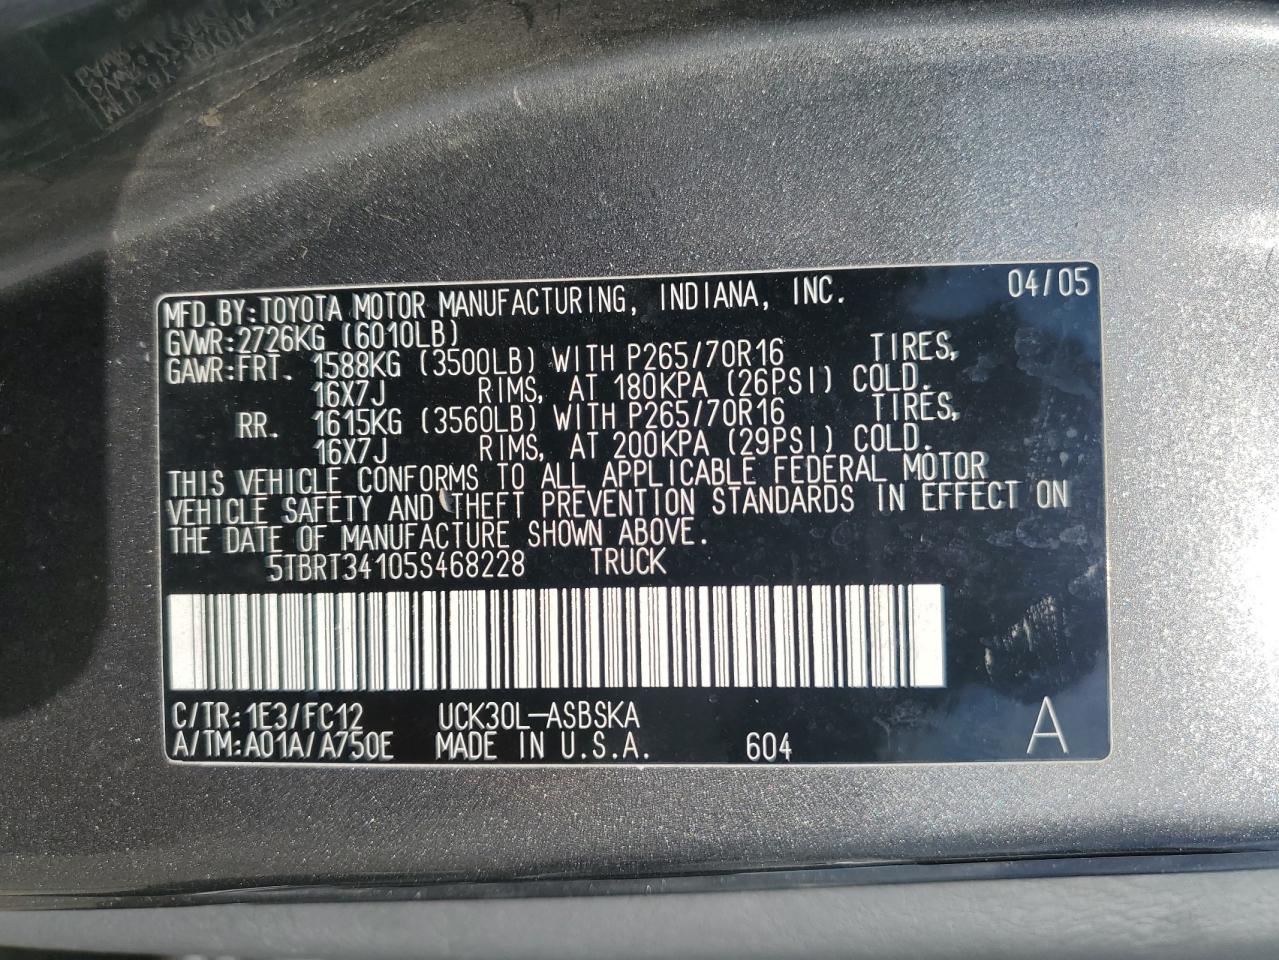 MFD.BY:TOYOTA MOTOR MANUFACTURING, INDIANA, INC. 04/05
GVWR:2726KG (6010LB)
GAWR:FRT. 1588KG (3500LB) WITH P265/70R16 TIRES,
16X7J RIMS, AT 180KPA (26PSI) COLD.
RR. 1615KG (3560LB) WITH P265/70R16 TIRES,
16X7J RIMS, AT 200KPA (29PSI) COLD.
THIS VEHICLE CONFORMS TO ALL APPLICABLE FEDERAL MOTOR
VEHICLE SAFETY AND THEFT PREVENTION STANDARDS IN EFFECT ON
THE DATE OF MANUFACTURE SHOWN ABOVE.
5TBRT34105S468228 TRUCK
C/TR:1E3/FC12 UCK30L-ASBSKA
A/TM:A01A/A750E MADE IN U.S.A. 604 A